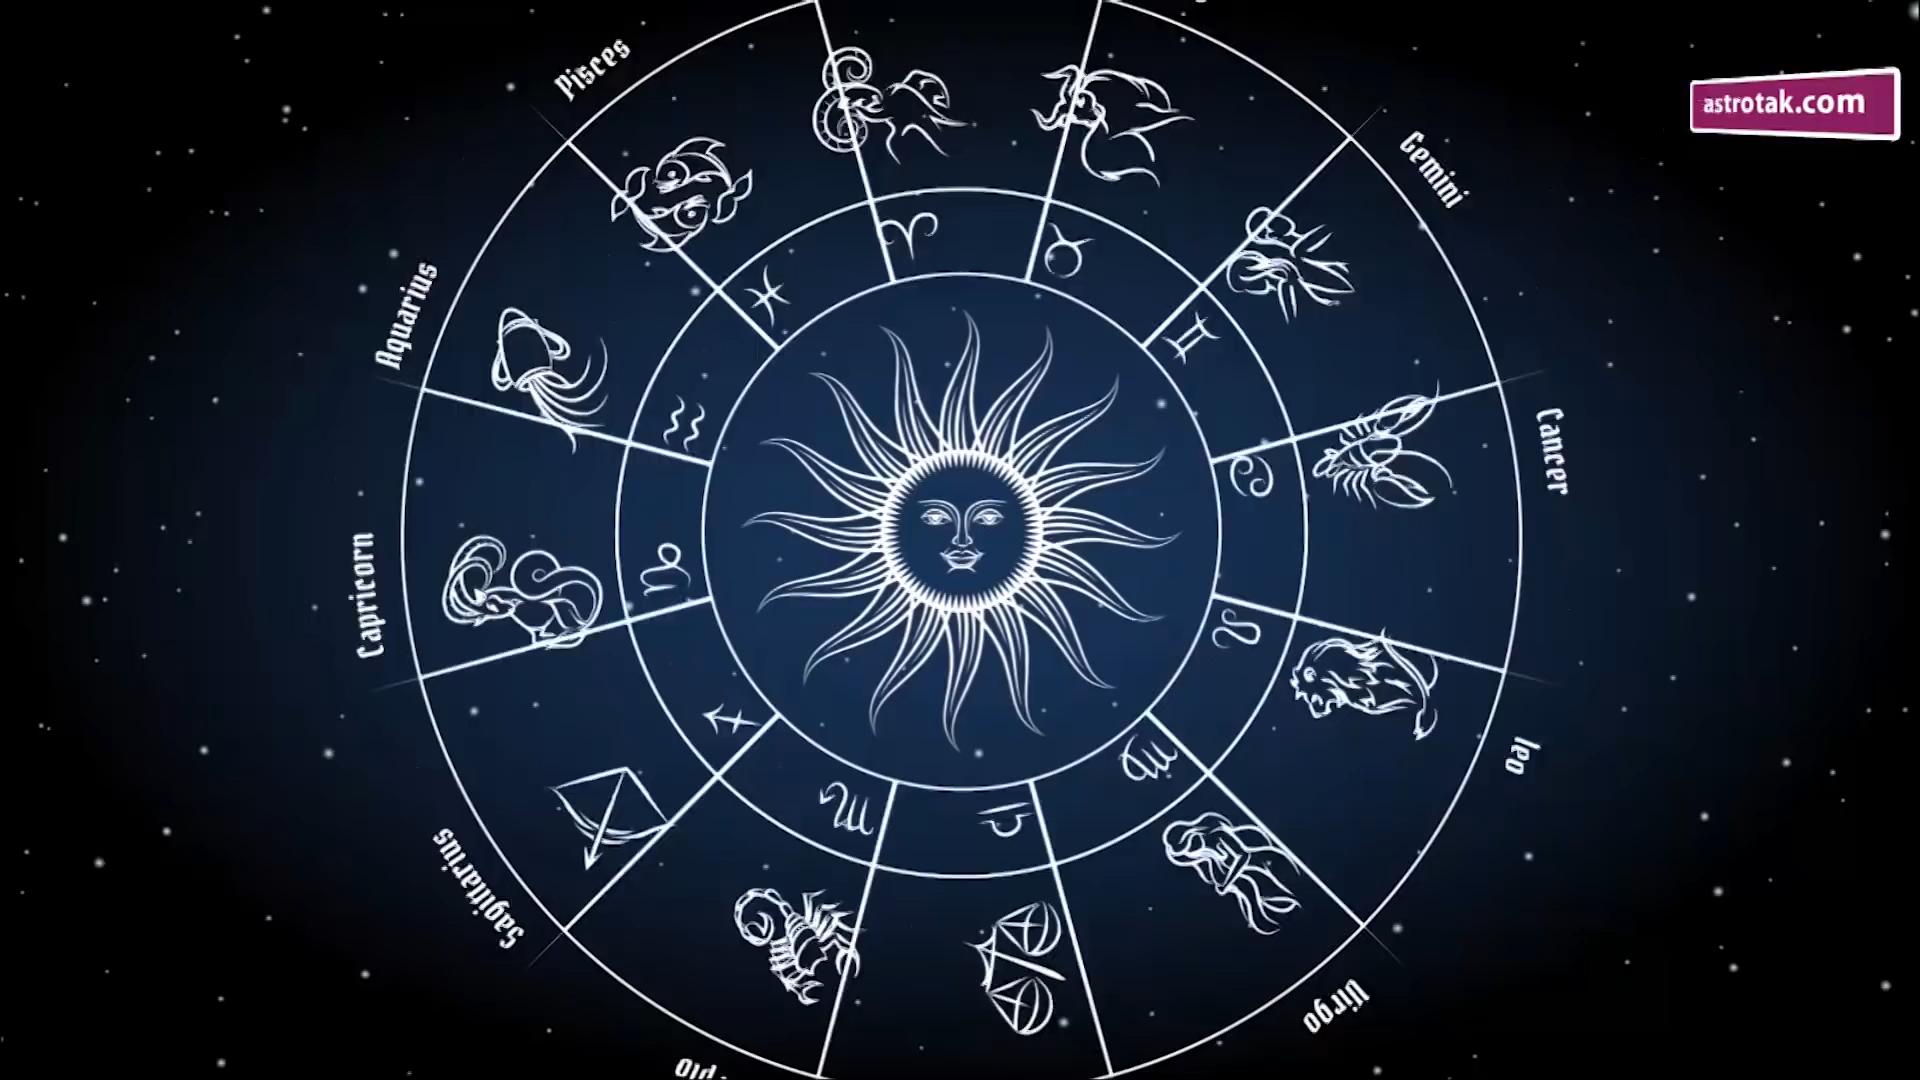 Pisces
astrotak.com
Gemini
Aquarius
Cancer
Capricorn
leo
Sagittarius
Virgo